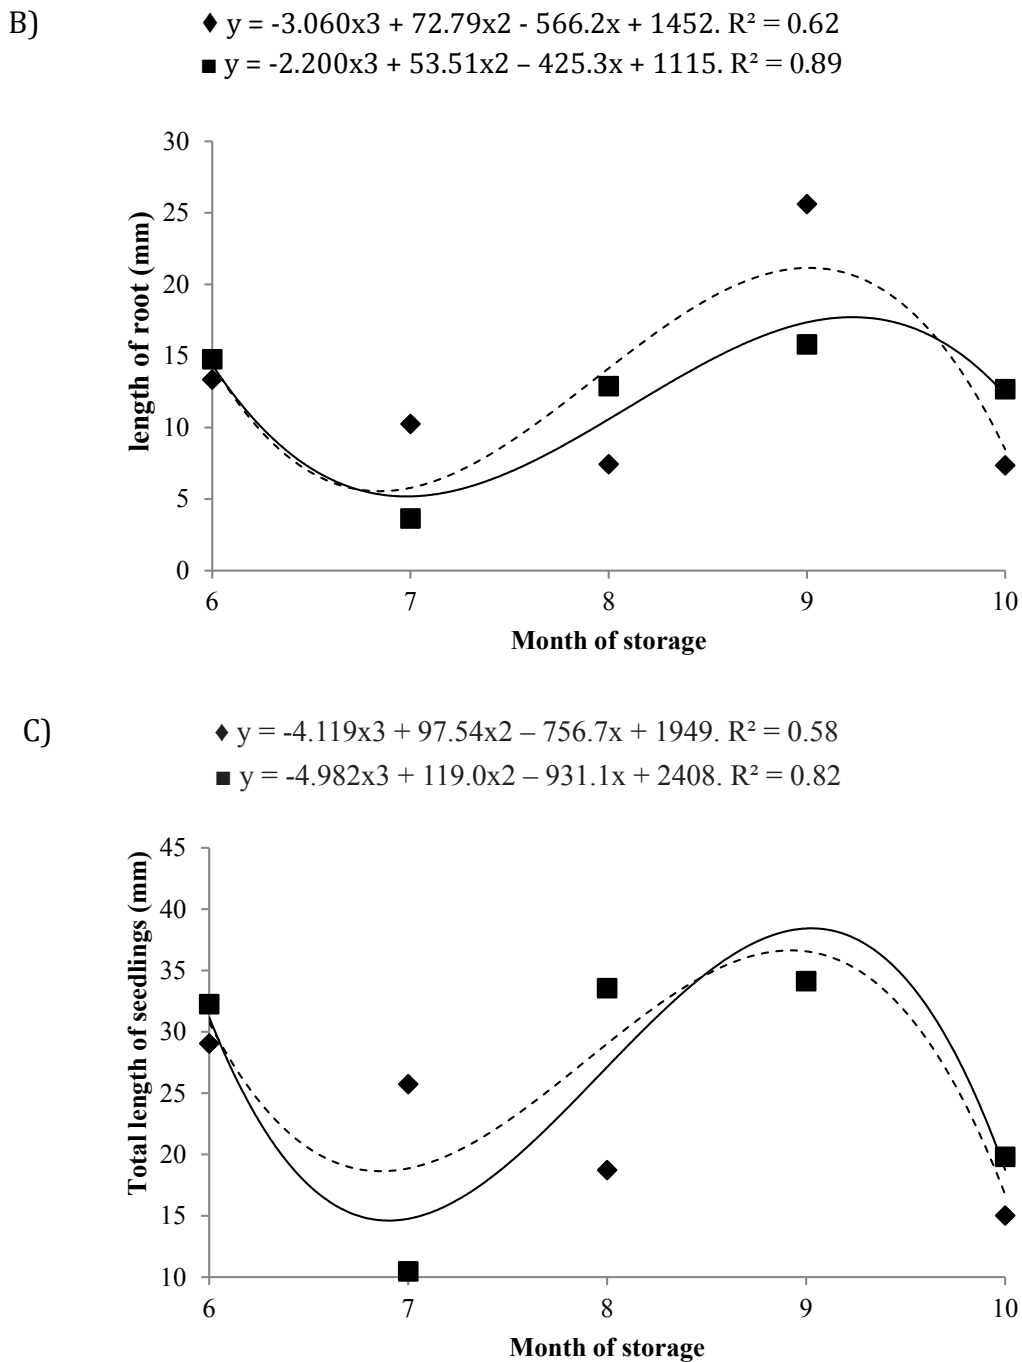 B)
♦ y = -3.060x3 + 72.79x2 - 566.2x + 1452. R² = 0.62
■ y = -2.200x3 + 53.51x2 – 425.3x + 1115. R² = 0.89
30
25
20
15
10
5
0
length of root (mm)
6 7 8 9 10
Month of storage
C)
♦ y = -4.119x3 + 97.54x2 – 756.7x + 1949. R² = 0.58
■ y = -4.982x3 + 119.0x2 – 931.1x + 2408. R² = 0.82
45
40
35
30
25
20
15
10
Total length of seedlings (mm)
6 7 8 9 10
Month of storage